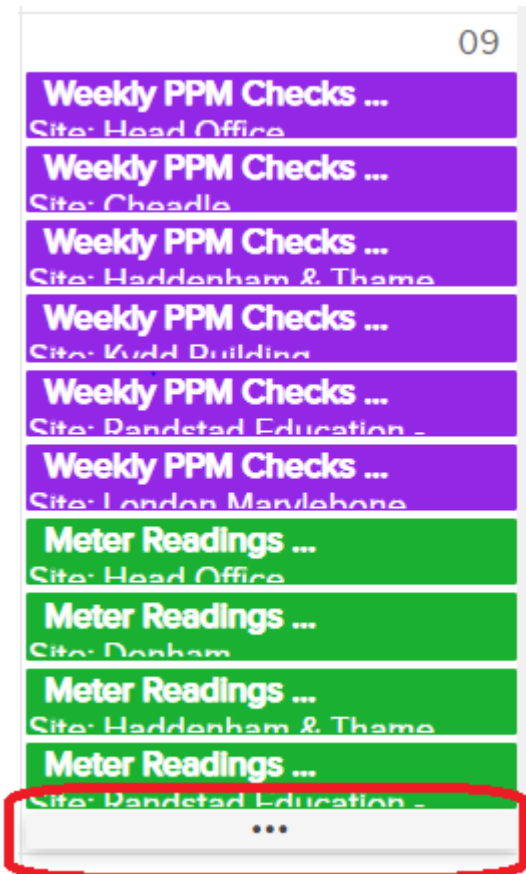 09
Weekly PPM Checks ...
Site: Head Office
Weekly PPM Checks ...
Site: Cheadle
Weekly PPM Checks ...
Site: Haddenham & Thame
Weekly PPM Checks ...
Site: Kydd Building
Weekly PPM Checks ...
Site: Randstad Education -
Weekly PPM Checks ...
Site: London Marylebone
Meter Readings ...
Site: Head Office
Meter Readings ...
Site: Denham
Meter Readings ...
Site: Haddenham & Thame
Meter Readings ...
Site: Randstad Education -
•••